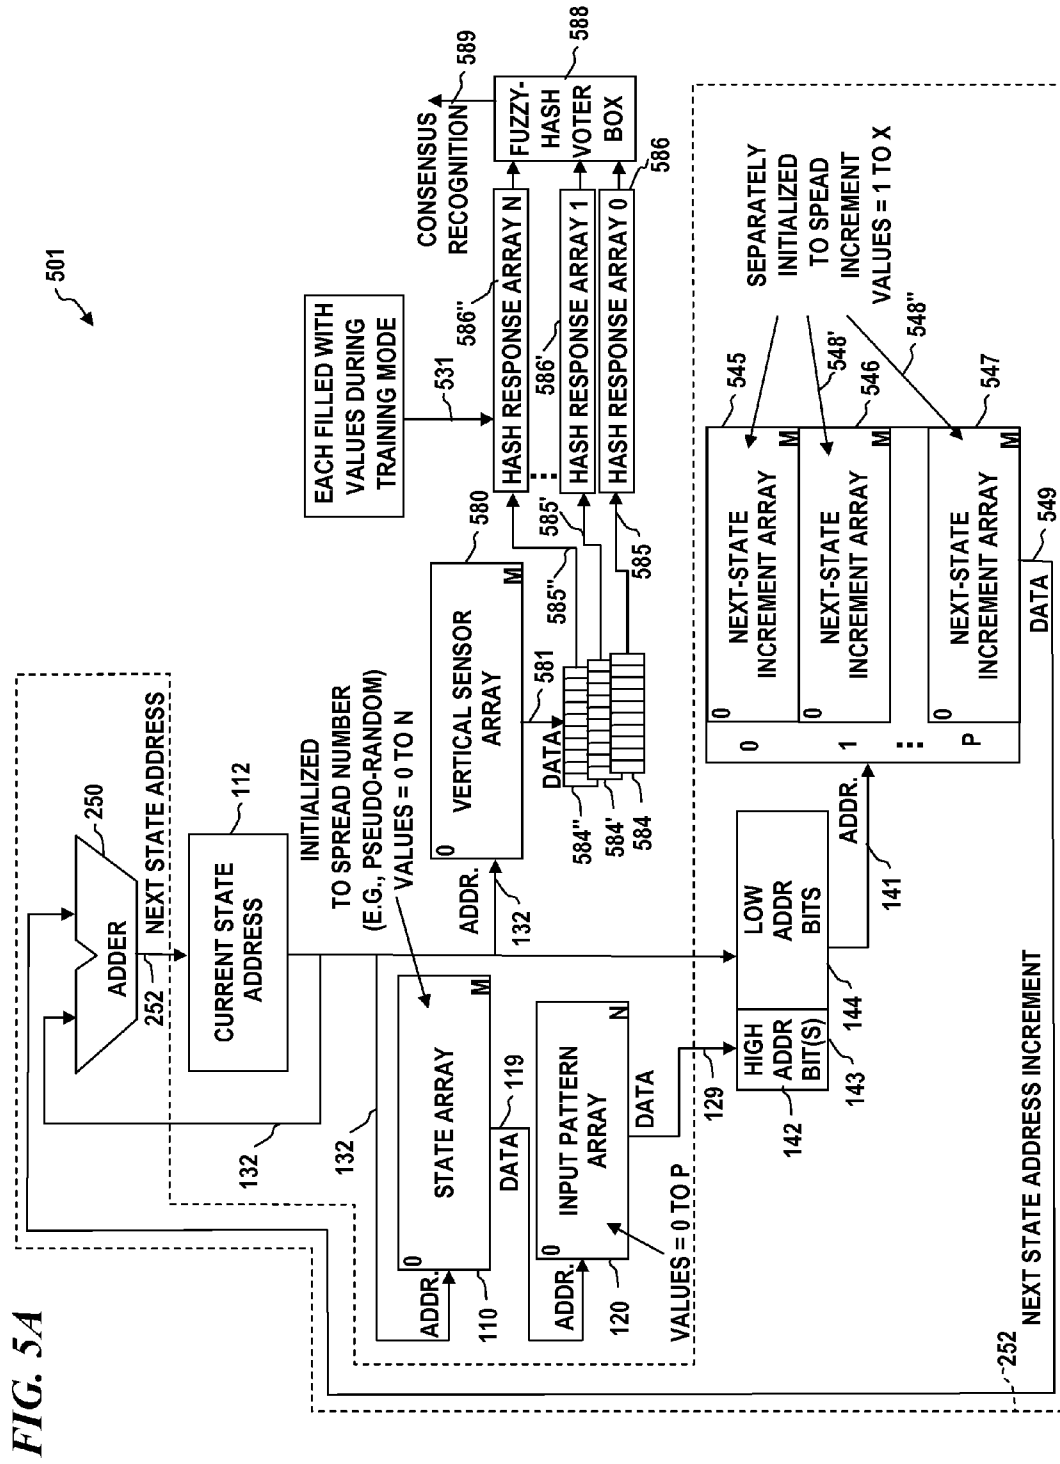 FIG. 5A
501
ADDER
250
NEXT STATE ADDRESS
252
CURRENT STATE
ADDRESS
112
132
132
INITIALIZED
TO SPREAD NUMBER
(E.G., PSEUDO-RANDOM)
VALUES = 0 TO N
ADDR.
0
STATE ARRAY
M
110
DATA
119
ADDR.
0
INPUT PATTERN
ARRAY
N
120
DATA
VALUES = 0 TO P
129
ADDR.
132
0
VERTICAL SENSOR
ARRAY
M
580
DATA
581
584''
584'
584
585''
585'
585
EACH FILLED WITH
VALUES DURING
TRAINING MODE
531
HASH RESPONSE ARRAY N
586''
HASH RESPONSE ARRAY 1
586'
HASH RESPONSE ARRAY 0
586
CONSENSUS
RECOGNITION
589
FUZZY-
HASH
VOTER
BOX
588
HIGH
ADDR
BIT(S)
LOW
ADDR
BITS
142
143
144
ADDR.
141
0
1
P
0
NEXT-STATE
INCREMENT ARRAY
M
545
0
NEXT-STATE
INCREMENT ARRAY
M
546
0
NEXT-STATE
INCREMENT ARRAY
M
547
SEPARATELY
INITIALIZED
TO SPEAD
INCREMENT
VALUES = 1 TO X
548'
548''
DATA
549
NEXT STATE ADDRESS INCREMENT
252